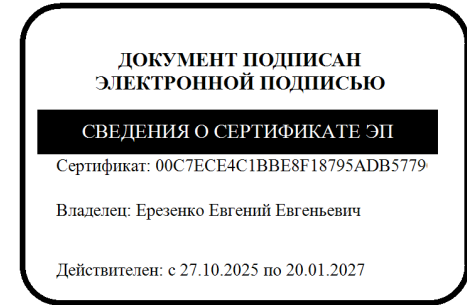 ДОКУМЕНТ ПОДПИСАН
ЭЛЕКТРОННОЙ ПОДПИСЬЮ
СВЕДЕНИЯ О СЕРТИФИКАТЕ ЭП
Сертификат: 00C7ECE4C1BBE8F18795ADB5779
Владелец: Ерезенко Евгений Евгеньевич
Действителен: с 27.10.2025 по 20.01.2027